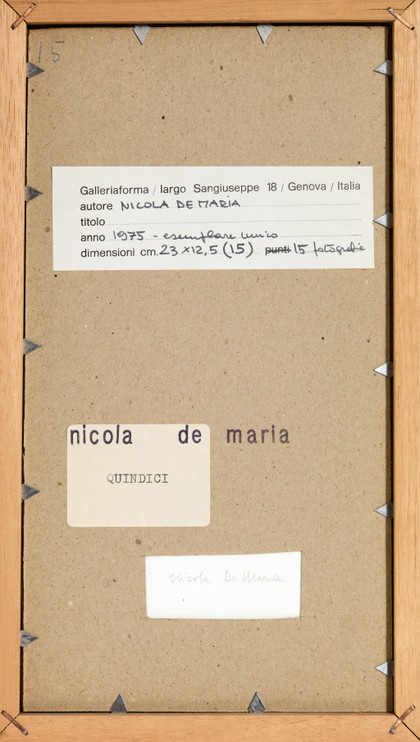 15
Galleriaforma / largo Sangiuseppe 18 / Genova / Italia
autore NICOLA DE MARIA
titolo
anno 1975 - esemplare unico
dimensioni cm. 23 x 12,5 (15) punti 15 fotografie
nicola de maria
QUINDICI
Nicola De Maria